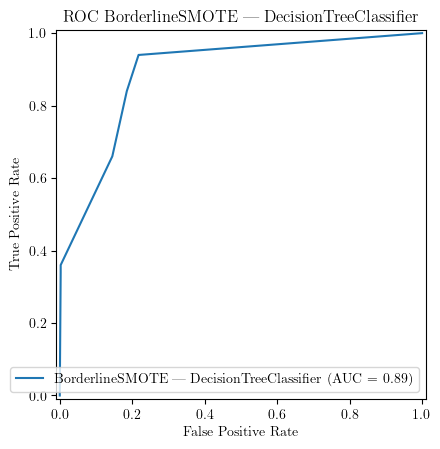 ROC BorderlineSMOTE — DecisionTreeClassifier
1.0
0.8
0.6
0.4
0.2
0.0
True Positive Rate
BorderlineSMOTE — DecisionTreeClassifier (AUC = 0.89)
0.0 0.2 0.4 0.6 0.8 1.0
False Positive Rate